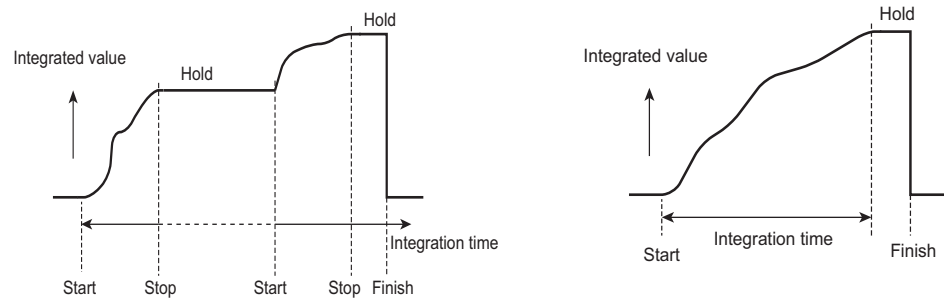 Hold
Integrated value
Hold
Integration time
Start
Stop
Start
Stop
Finish
Hold
Integrated value
Integration time
Start
Finish